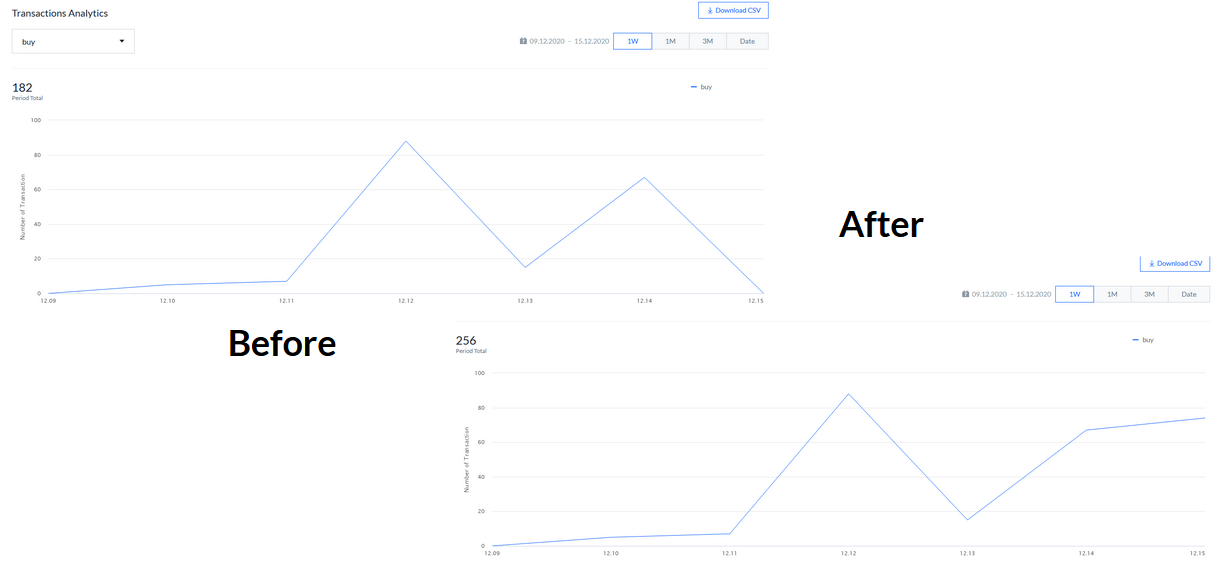 Transactions Analytics
Download CSV
buy
09.12.2020 - 15.12.2020 1W 1M 3M Date
182
Period Total
buy
100
80
60
40
20
0
Number of Transaction
12.09 12.10 12.11 12.12 12.13 12.14 12.15
Before
After
Download CSV
09.12.2020 - 15.12.2020 1W 1M 3M Date
256
Period Total
buy
100
80
60
40
20
0
Number of Transaction
12.09 12.10 12.11 12.12 12.13 12.14 12.15